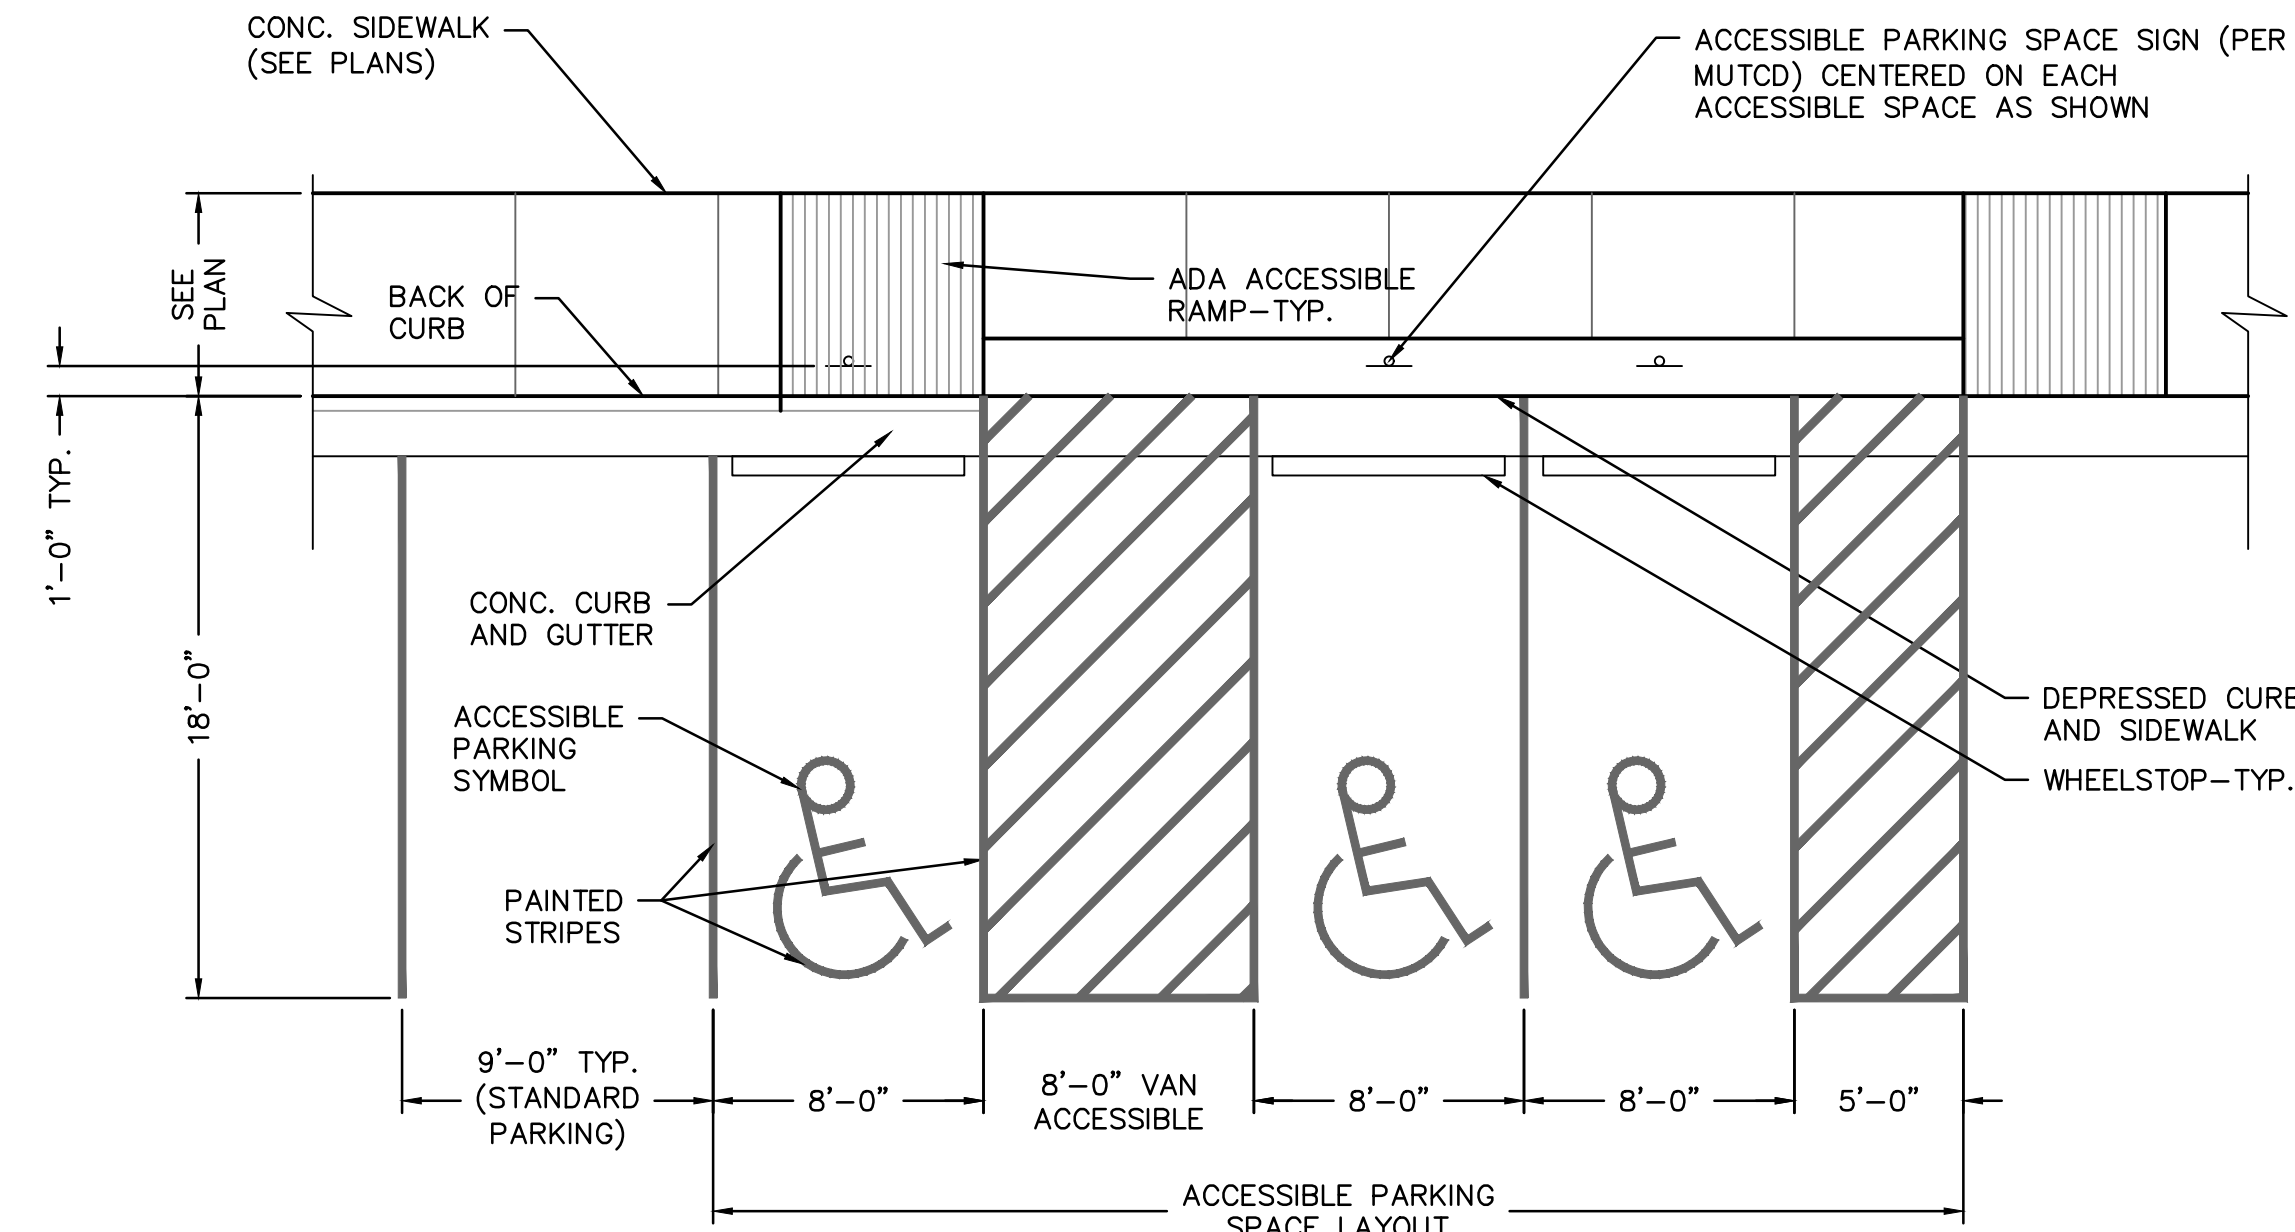 CONC. SIDEWALK
(SEE PLANS)
ACCESSIBLE PARKING SPACE SIGN (PER
MUTCD) CENTERED ON EACH
ACCESSIBLE SPACE AS SHOWN
SEE
PLAN
BACK OF
CURB
ADA ACCESSIBLE
RAMP-TYP.
1'-0" TYP.
18'-0"
CONC. CURB
AND GUTTER
ACCESSIBLE
PARKING
SYMBOL
DEPRESSED CURB
AND SIDEWALK
WHEELSTOP-TYP.
PAINTED
STRIPES
9'-0" TYP.
(STANDARD
PARKING)
8'-0"
8'-0" VAN
ACCESSIBLE
8'-0"
8'-0"
5'-0"
ACCESSIBLE PARKING
SPACE LAYOUT